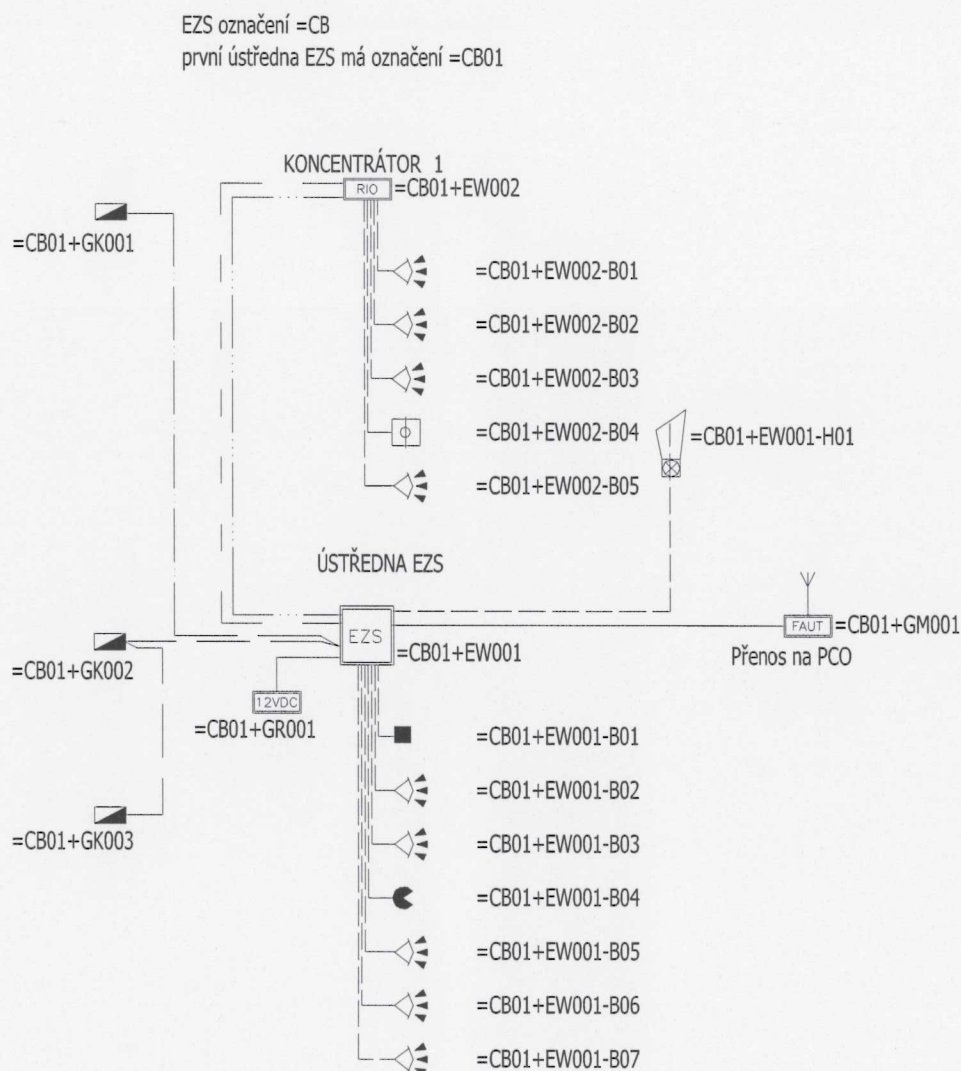 EZS označení =CB
první ústředna EZS má označení =CB01
KONCENTRÁTOR 1
RIO
=CB01+EW002
=CB01+GK001
=CB01+EW002-B01
=CB01+EW002-B02
=CB01+EW002-B03
=CB01+EW002-B04
=CB01+EW001-H01
=CB01+EW002-B05
ÚSTŘEDNA EZS
EZS
=CB01+EW001
FAUT
=CB01+GM001
Přenos na PCO
=CB01+GK002
12VDC
=CB01+GR001
=CB01+EW001-B01
=CB01+EW001-B02
=CB01+GK003
=CB01+EW001-B03
=CB01+EW001-B04
=CB01+EW001-B05
=CB01+EW001-B06
=CB01+EW001-B07